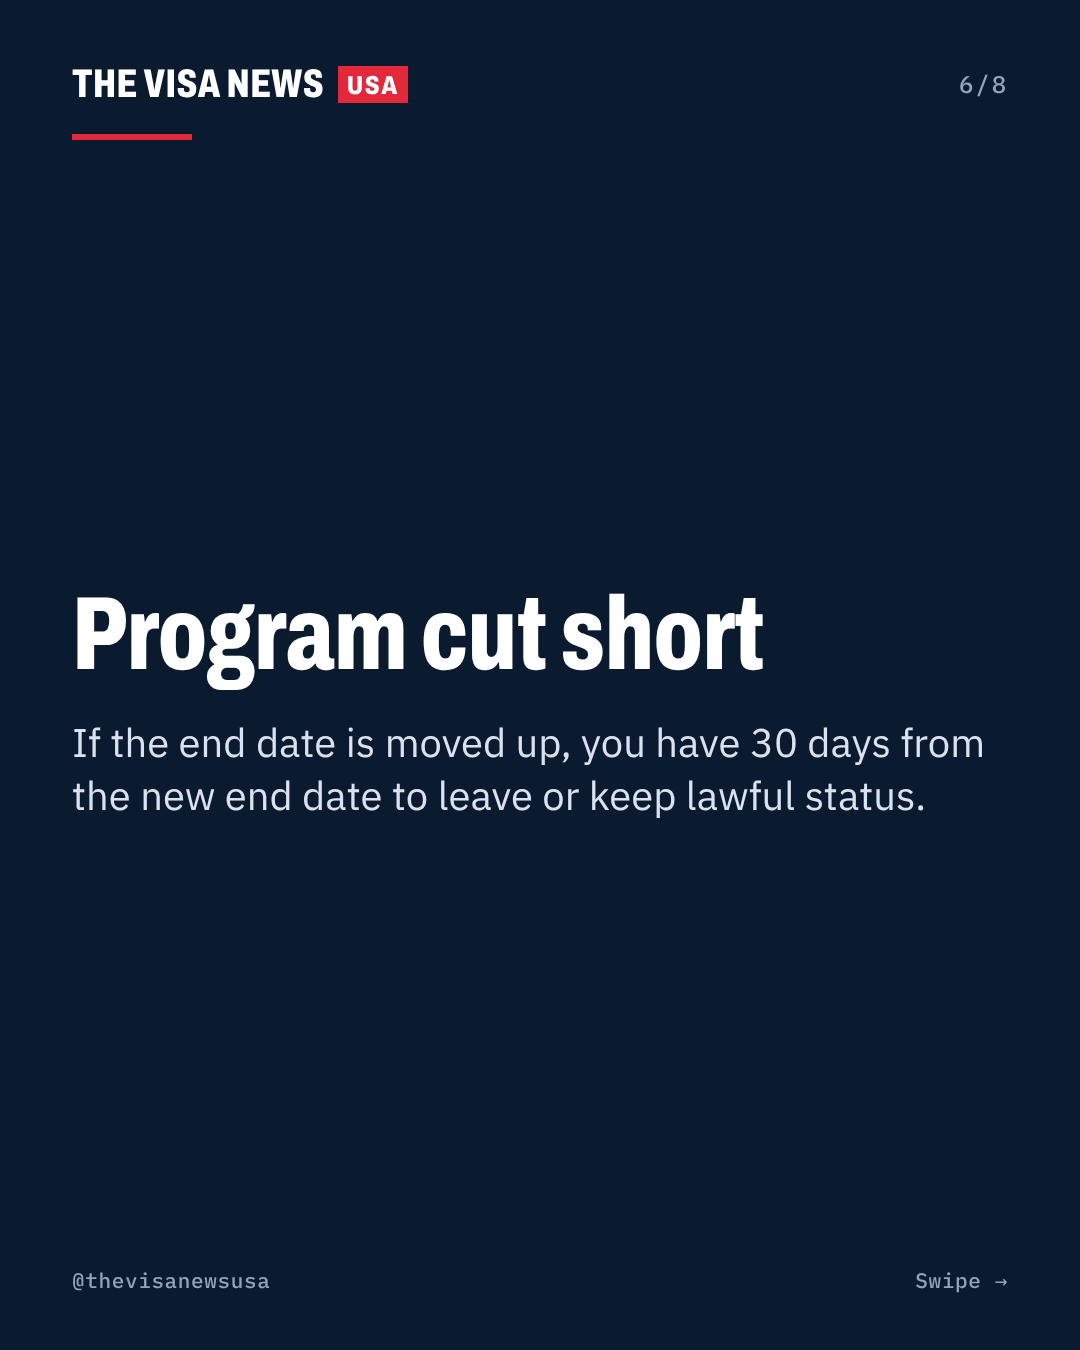 THE VISA NEWS USA
6/8
Program cut short
If the end date is moved up, you have 30 days from
the new end date to leave or keep lawful status.
@thevisanewsusa
Swipe →